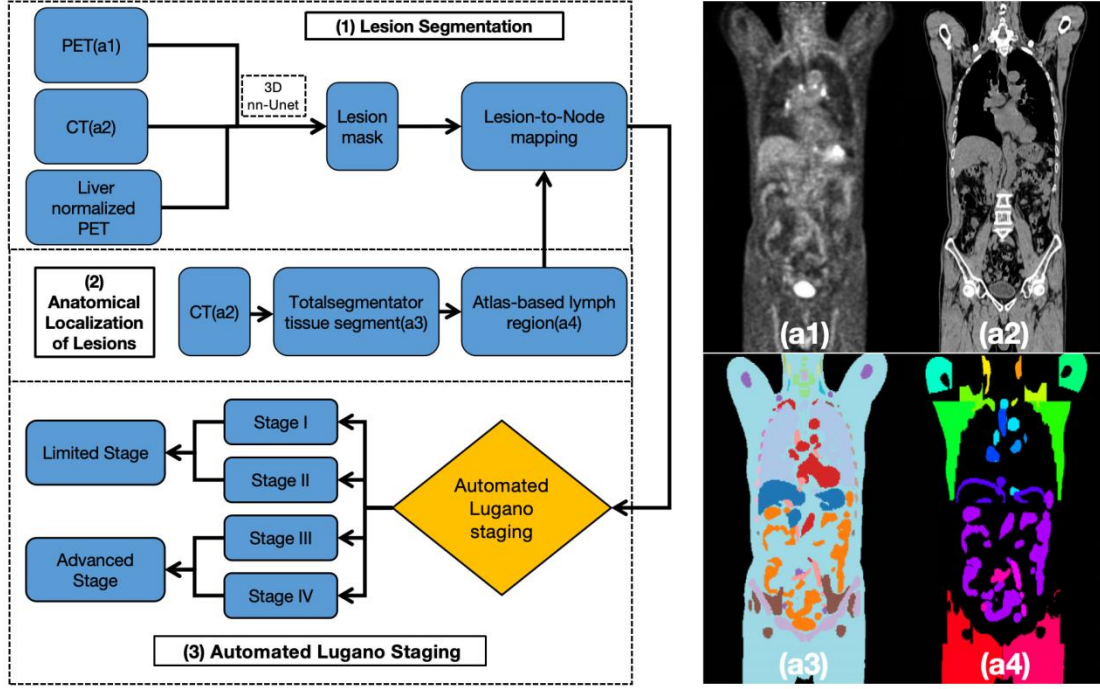 (1) Lesion Segmentation
PET(a1)
3D
nn-Unet
CT(a2)
Lesion
mask
Lesion-to-Node
mapping
Liver
normalized
PET
(2)
Anatomical
Localization
of Lesions
CT(a2)
Totalsegmentator
tissue segment(a3)
Atlas-based lymph
region(a4)
Stage I
Limited Stage
Stage II
Automated
Lugano
staging
Stage III
Advanced
Stage
Stage IV
(3) Automated Lugano Staging
(a1)
(a2)
(a3)
(a4)